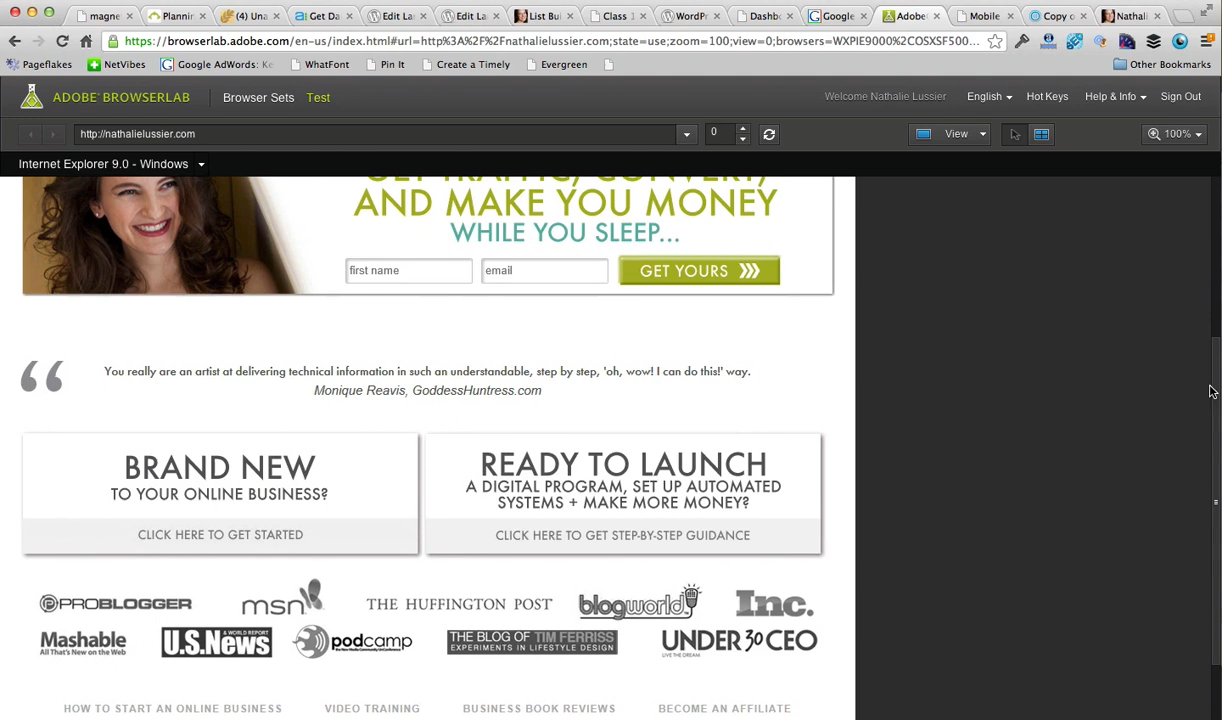 magne
Plannin
(4) Una
Get Da
Edit La
Edit La
List Bui
Class 1
WordPr
Dashbo
Google
Adobe
Mobile
Copy o
Nathali
https://browserlab.adobe.com/en-us/index.html#url=http%3A%2F%2Fnathalielussier.com;state=use;zoom=100;view=0;browsers=WXPIE9000%2COSXSF500...
Pageflakes
NetVibes
Google AdWords: Ke
WhatFont
Pin It
Create a Timely
Evergreen
Other Bookmarks
ADOBE® BROWSERLAB
Browser Sets
Test
Welcome Nathalie Lussier
English
Hot Keys
Help & Info
Sign Out
http://nathalielussier.com
0
View
100%
Internet Explorer 9.0 - Windows
GET TRAFFIC, CONVERT,
AND MAKE YOU MONEY
WHILE YOU SLEEP...
first name
email
GET YOURS
“ You really are an artist at delivering technical information in such an understandable, step by step, 'oh, wow! I can do this!' way.
Monique Reavis, GoddessHuntress.com
BRAND NEW
TO YOUR ONLINE BUSINESS?
CLICK HERE TO GET STARTED
READY TO LAUNCH
A DIGITAL PROGRAM, SET UP AUTOMATED
SYSTEMS + MAKE MORE MONEY?
CLICK HERE TO GET STEP-BY-STEP GUIDANCE
PROBLOGGER
msn
THE HUFFINGTON POST
blogworld
Inc.
Mashable
All That's New on the Web
U.S.News
& WORLD REPORT
podcamp
THE BLOG OF TIM FERRISS
EXPERIMENTS IN LIFESTYLE DESIGN
UNDER30CEO
LIVE THE DREAM
HOW TO START AN ONLINE BUSINESS
VIDEO TRAINING
BUSINESS BOOK REVIEWS
BECOME AN AFFILIATE